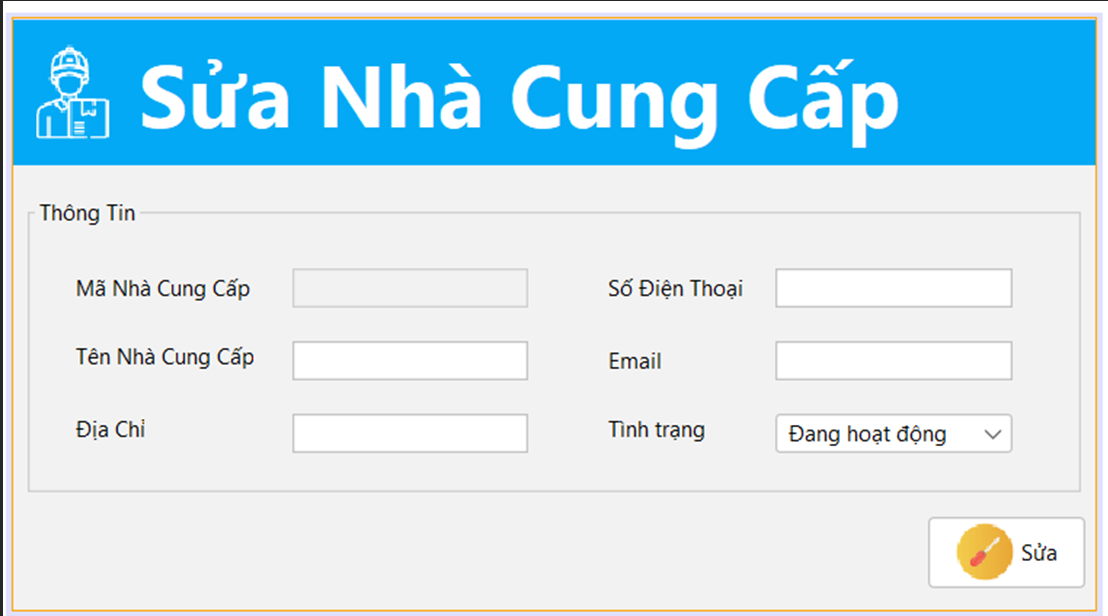 Sửa Nhà Cung Cấp
Thông Tin
Mã Nhà Cung Cấp
Số Điện Thoại
Tên Nhà Cung Cấp
Email
Địa Chỉ
Tình trạng
Đang hoạt động
Sửa